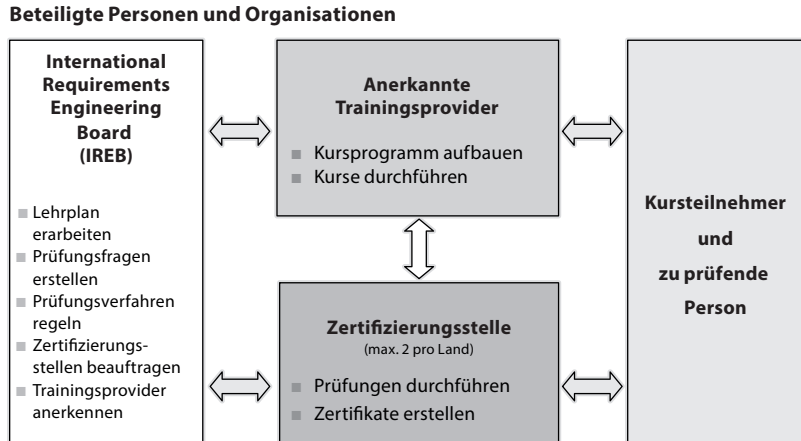 Beteiligte Personen und Organisationen
International
Requirements
Engineering
Board
(IREB)
Lehrplan
erarbeiten
Prüfungsfragen
erstellen
Prüfungsverfahren
regeln
Zertifizierungs-
stellen beauftragen
Trainingsprovider
anerkennen
Anerkannte
Trainingsprovider
Kursprogramm aufbauen
Kurse durchführen
Zertifizierungsstelle
(max. 2 pro Land)
Prüfungen durchführen
Zertifikate erstellen
Kursteilnehmer
und
zu prüfende
Person